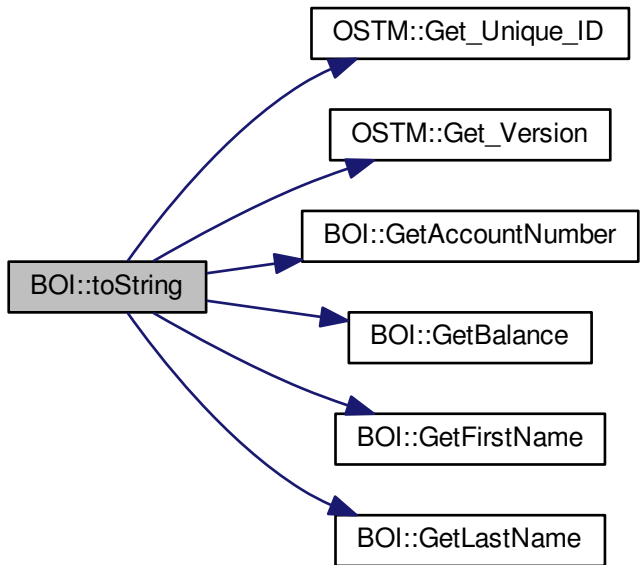 OSTM::Get_Unique_ID
OSTM::Get_Version
BOI::GetAccountNumber
BOI::toString
BOI::GetBalance
BOI::GetFirstName
BOI::GetLastName